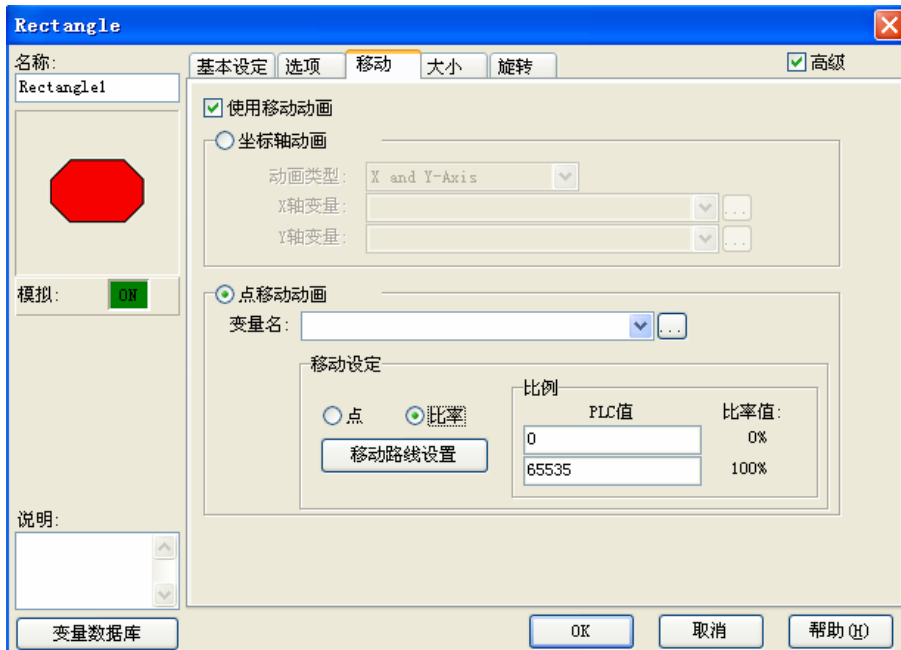 Rectangle
名称:
Rectangle1
基本设定 选项 移动 大小 旋转 高级
使用移动动画
坐标轴动画
动画类型: X and Y-Axis
X轴变量: ...
Y轴变量: ...
模拟: ON
点移动动画
变量名: ...
移动设定
点 比率
移动路线设置
比例
PLC值 比率值:
0 0%
65535 100%
说明:
变量数据库
OK 取消 帮助(H)